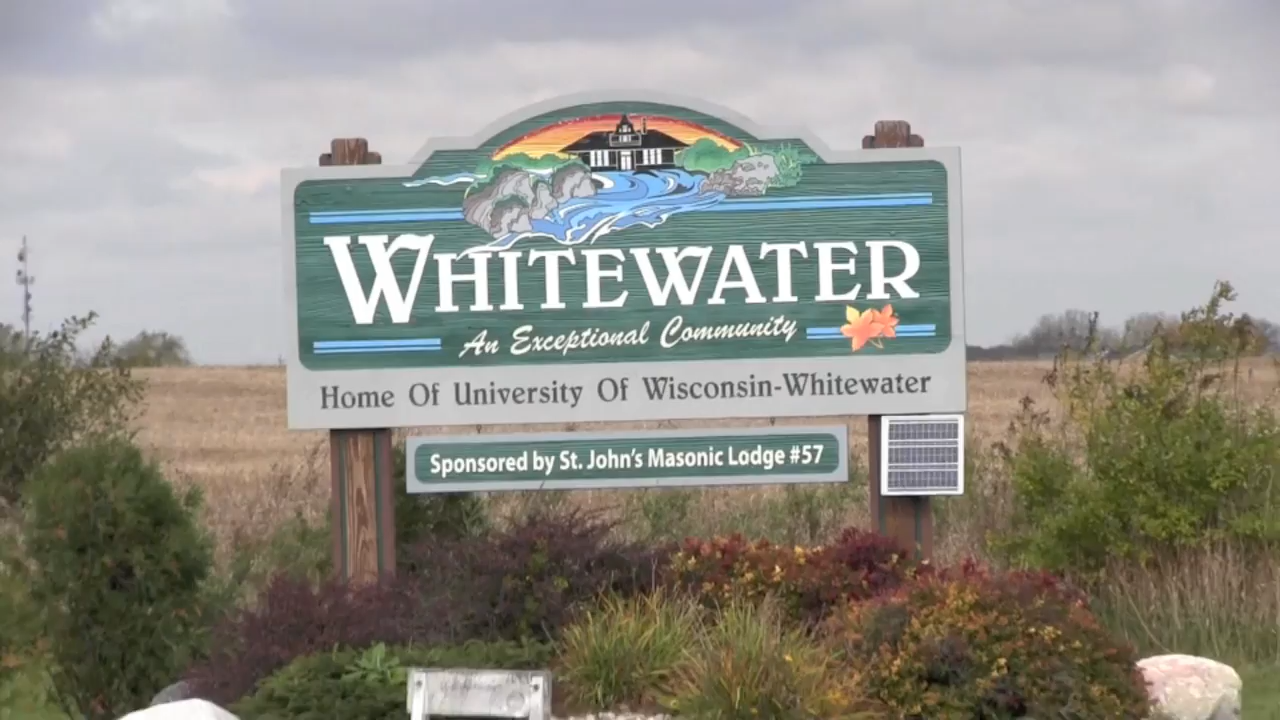 WHITEWATER
An Exceptional Community
Home Of University Of Wisconsin-Whitewater
Sponsored by St. John's Masonic Lodge #57